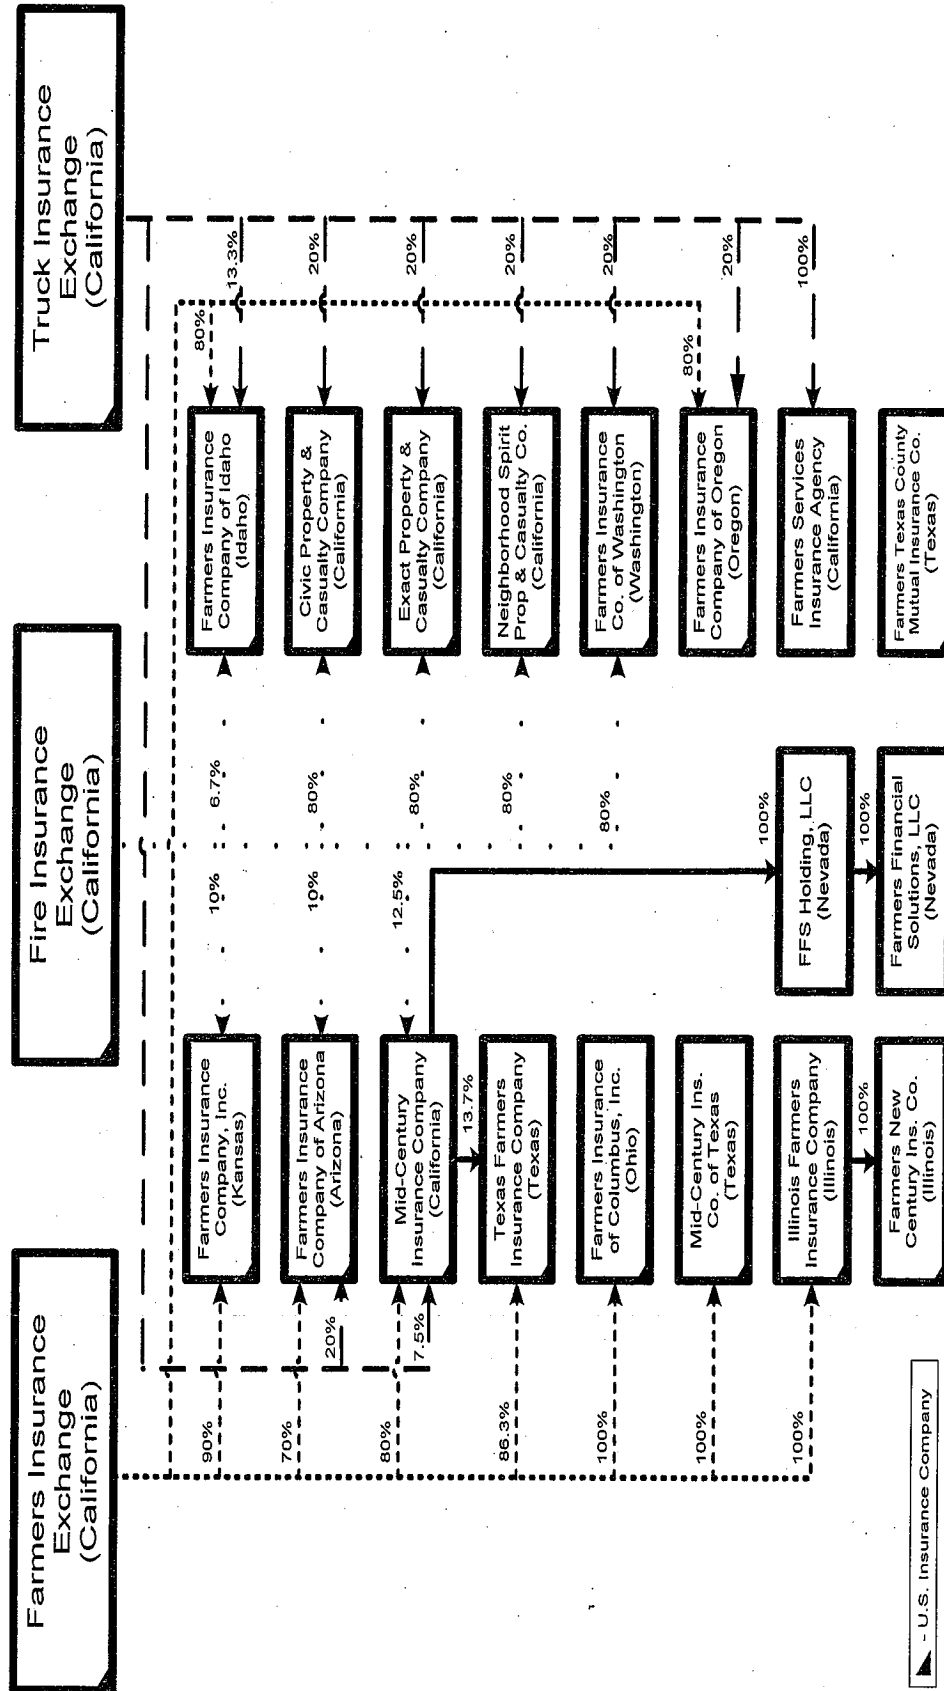 Farmers Insurance
Exchange
(California)
Fire Insurance
Exchange
(California)
Truck Insurance
Exchange
(California)
90%
Farmers Insurance
Company, Inc.
(Kansas)
10%
6.7%
Farmers Insurance
Company of Idaho
(Idaho)
80%
13.3%
70%
20%
Farmers Insurance
Company of Arizona
(Arizona)
10%
80%
Civic Property &
Casualty Company
(California)
20%
80%
7.5%
Mid-Century
Insurance Company
(California)
12.5%
80%
Exact Property &
Casualty Company
(California)
20%
13.7%
86.3%
Texas Farmers
Insurance Company
(Texas)
80%
Neighborhood Spirit
Prop & Casualty Co.
(California)
20%
100%
Farmers Insurance
of Columbus, Inc.
(Ohio)
80%
Farmers Insurance
Co. of Washington
(Washington)
20%
100%
Mid-Century Ins.
Co. of Texas
(Texas)
Farmers Insurance
Company of Oregon
(Oregon)
80%
20%
100%
Illinois Farmers
Insurance Company
(Illinois)
100%
FFS Holding, LLC
(Nevada)
Farmers Services
Insurance Agency
(California)
100%
100%
Farmers New
Century Ins. Co.
(Illinois)
100%
Farmers Financial
Solutions, LLC
(Nevada)
Farmers Texas County
Mutual Insurance Co.
(Texas)
- U.S. Insurance Company